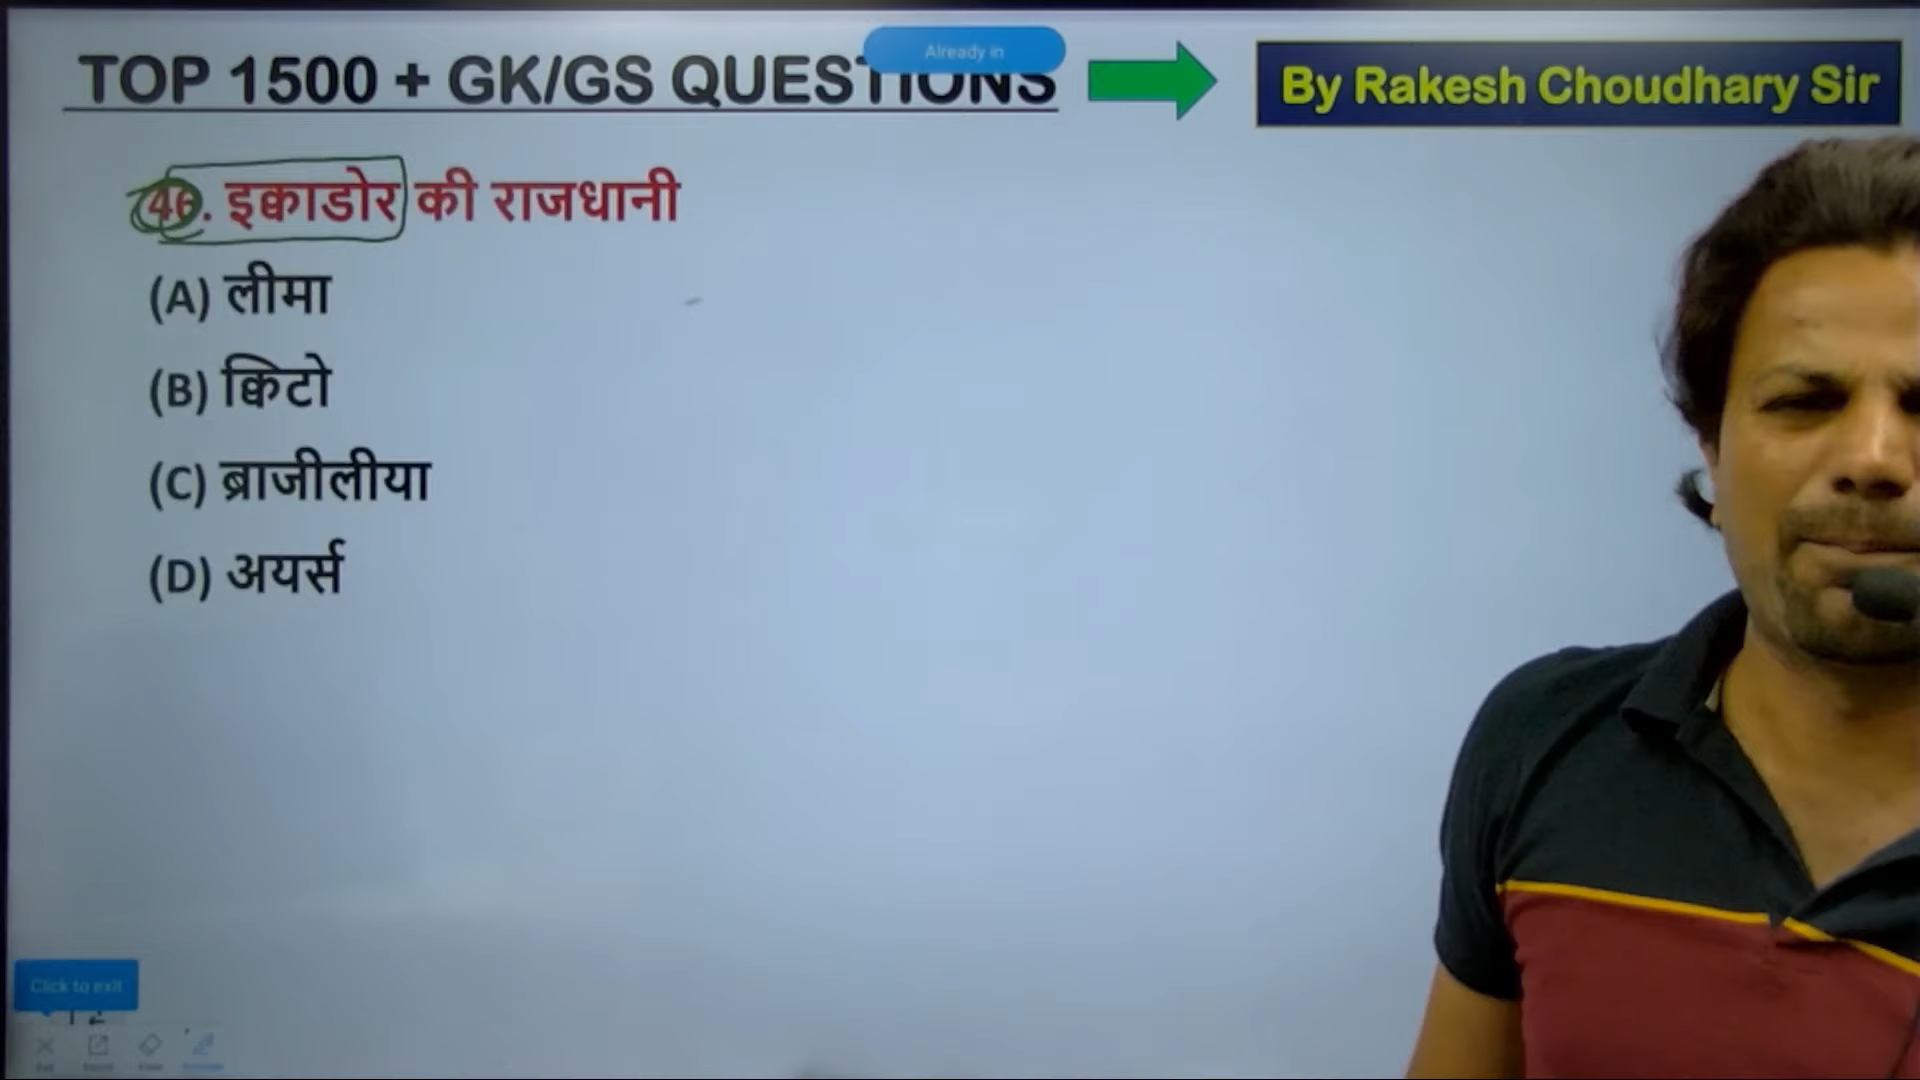 TOP 1500 + GK/GS QUESTIONS
Already in
By Rakesh Choudhary Sir
46. इक्वाडोर की राजधानी
(A) लीमा
(B) क्विटो
(C) ब्राजीलीया
(D) अयर्स
Click to exit